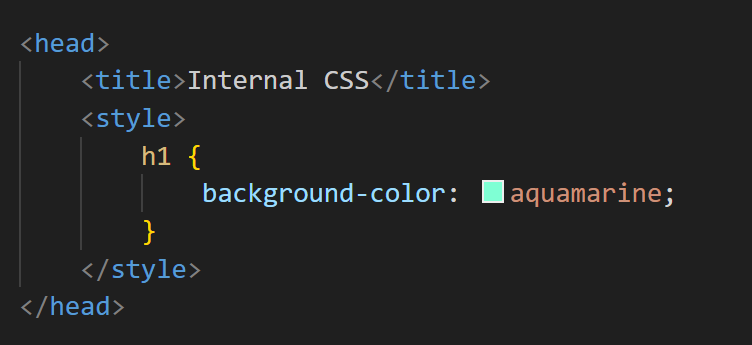 <head>
<title>Internal CSS</title>
<style>
h1 {
background-color: aquamarine;
}
</style>
</head>